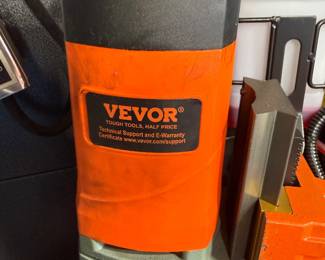 VEVOR®
TOUGH TOOLS, HALF PRICE
Technical Support and E-Warranty
Certificate www.vevor.com/support